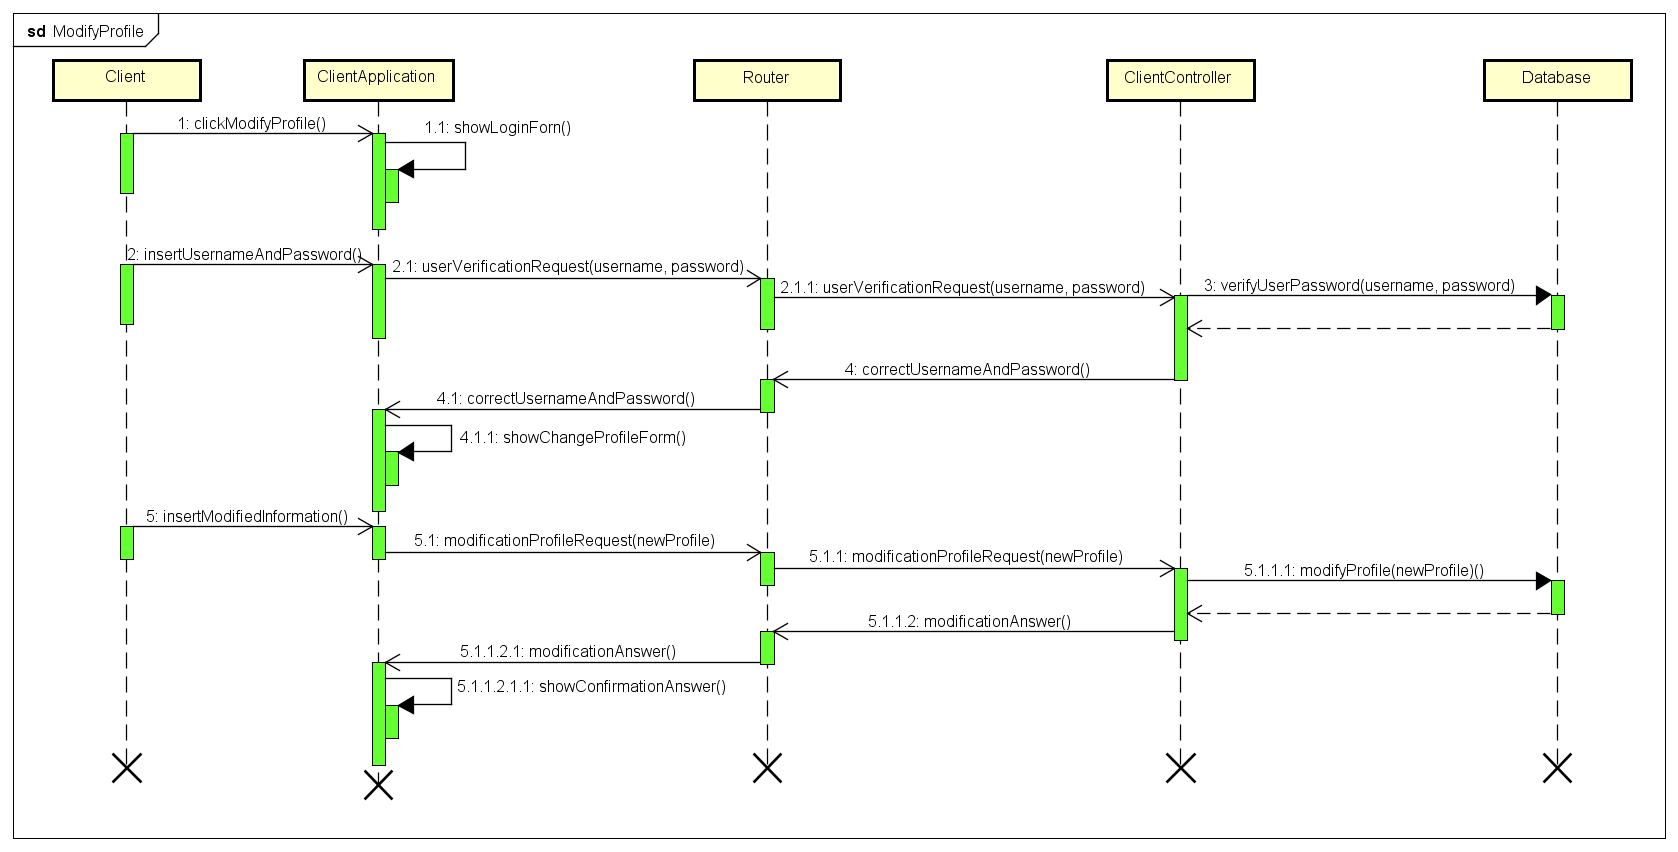 sd ModifyProfile
Client
ClientApplication
Router
ClientController
Database
1: clickModifyProfile()
1.1: showLoginForn()
2: insertUsernameAndPassword()
2.1: userVerificationRequest(username, password)
2.1.1: userVerificationRequest(username, password)
3: verifyUserPassword(username, password)
4: correctUsernameAndPassword()
4.1: correctUsernameAndPassword()
4.1.1: showChangeProfileForm()
5: insertModifiedInformation()
5.1: modificationProfileRequest(newProfile)
5.1.1: modificationProfileRequest(newProfile)
5.1.1.1: modifyProfile(newProfile)()
5.1.1.2: modificationAnswer()
5.1.1.2.1: modificationAnswer()
5.1.1.2.1.1: showConfirmationAnswer()